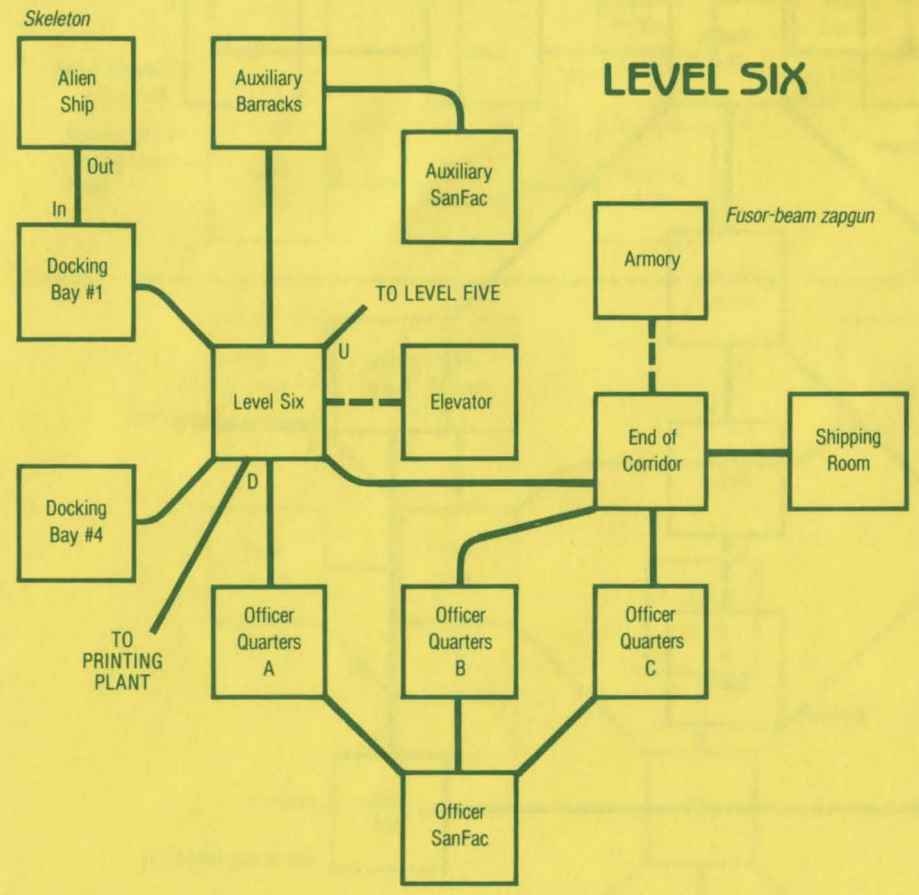 Skeleton
LEVEL SIX
Alien
Ship
Auxiliary
Barracks
Out
Auxiliary
SanFac
In
Fusor-beam zapgun
Docking
Bay #1
Armory
TO LEVEL FIVE
U
Level Six
Elevator
End of
Corridor
Shipping
Room
D
Docking
Bay #4
TO
PRINTING
PLANT
Officer
Quarters
A
Officer
Quarters
B
Officer
Quarters
C
Officer
SanFac